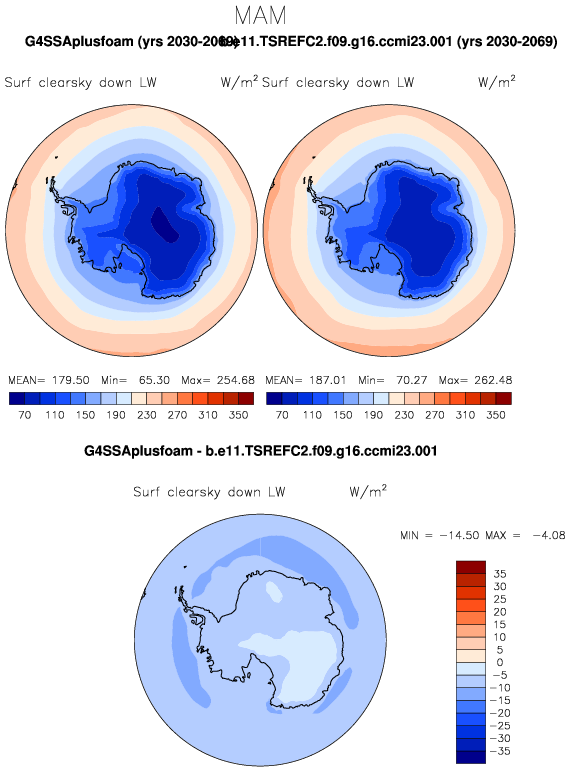 MAM
G4SSAplusfoam (yrs 2030-2069) b.e11.TSREFC2.f09.g16.ccmi23.001 (yrs 2030-2069)
Surf clearsky down LW W/m² Surf clearsky down LW W/m²
MEAN= 179.50 Min= 65.30 Max= 254.68 MEAN= 187.01 Min= 70.27 Max= 262.48
70 110 150 190 230 270 310 350 70 110 150 190 230 270 310 350
G4SSAplusfoam - b.e11.TSREFC2.f09.g16.ccmi23.001
Surf clearsky down LW W/m²
MIN = -14.50 MAX = -4.08
35
30
25
20
15
10
5
0
-5
-10
-15
-20
-25
-30
-35